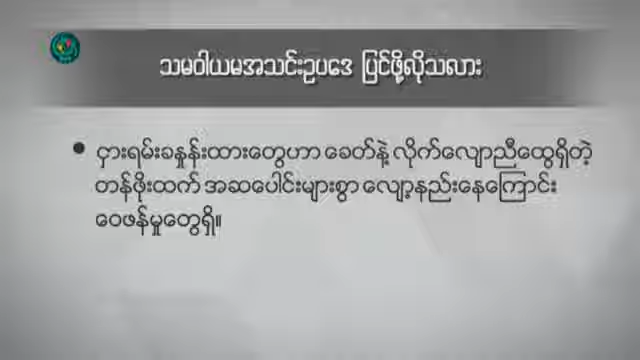 သမဝါယမအသင်းဥပဒေ ပြင်ဖို့လိုသလား
• ငှားရမ်းခနှုန်းထားတွေဟာ ခေတ်နဲ့ လိုက်လျောညီထွေရှိတဲ့
တန်ဖိုးထက် အဆပေါင်းများစွာ လျော့နည်းနေကြောင်း
ဝေဖန်မှုတွေရှိ။